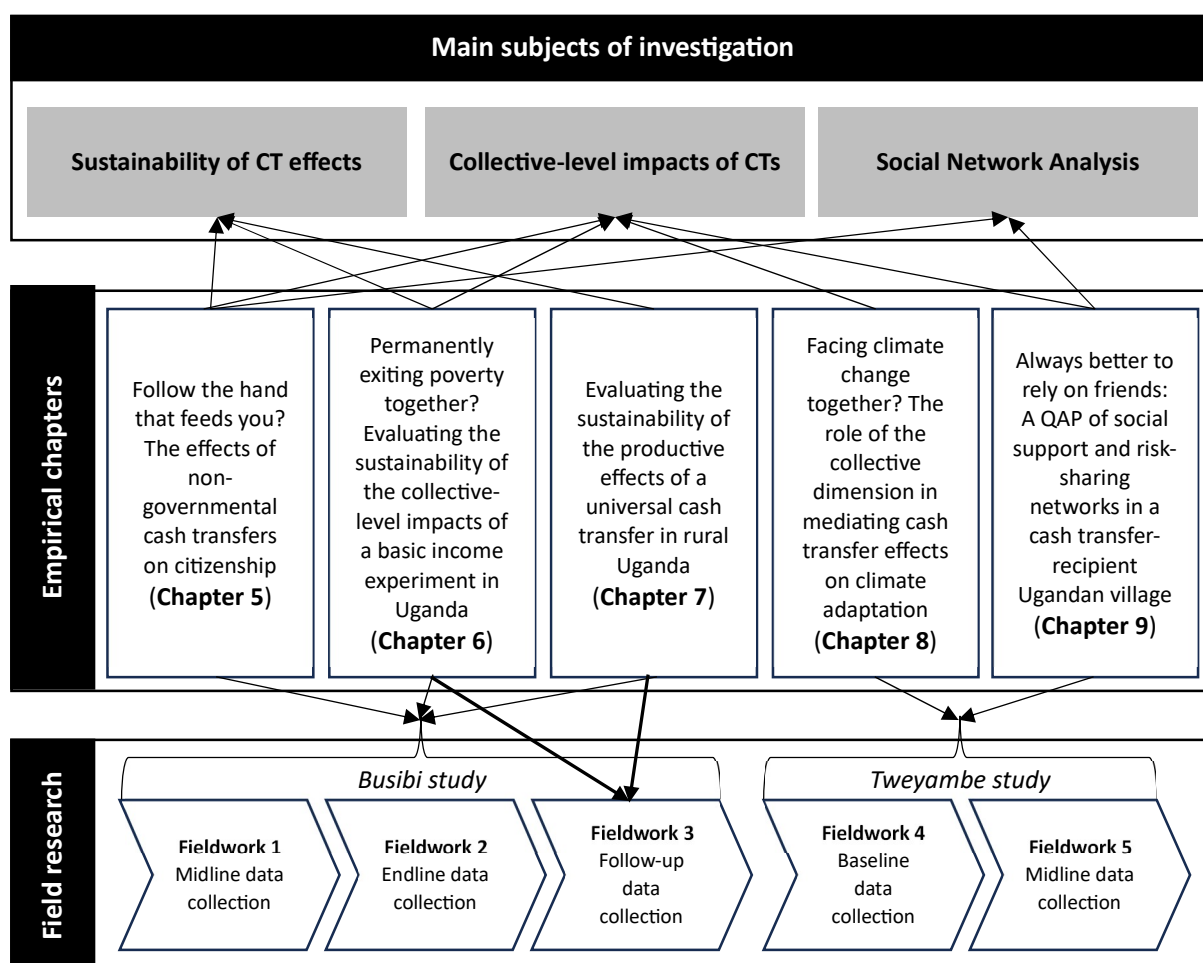 Main subjects of investigation
Sustainability of CT effects
Collective-level impacts of CTs
Social Network Analysis
Empirical chapters
Follow the hand
that feeds you?
The effects of
non-
governmental
cash transfers
on citizenship
(Chapter 5)
Permanently
exiting poverty
together?
Evaluating the
sustainability of
the collective-
level impacts of
a basic income
experiment in
Uganda
(Chapter 6)
Evaluating the
sustainability of
the productive
effects of a
universal cash
transfer in rural
Uganda
(Chapter 7)
Facing climate
change
together? The
role of the
collective
dimension in
mediating cash
transfer effects
on climate
adaptation
(Chapter 8)
Always better to
rely on friends:
A QAP of social
support and risk-
sharing
networks in a
cash transfer-
recipient
Ugandan village
(Chapter 9)
Field research
Busibi study
Tweyambe study
Fieldwork 1
Midline data
collection
Fieldwork 2
Endline data
collection
Fieldwork 3
Follow-up
data
collection
Fieldwork 4
Baseline
data
collection
Fieldwork 5
Midline data
collection